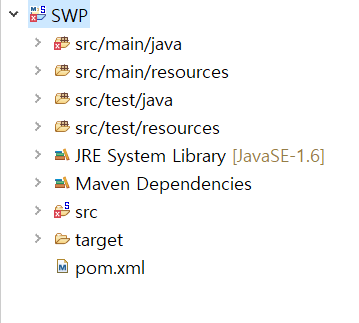 SWP
src/main/java
src/main/resources
src/test/java
src/test/resources
JRE System Library [JavaSE-1.6]
Maven Dependencies
src
target
pom.xml